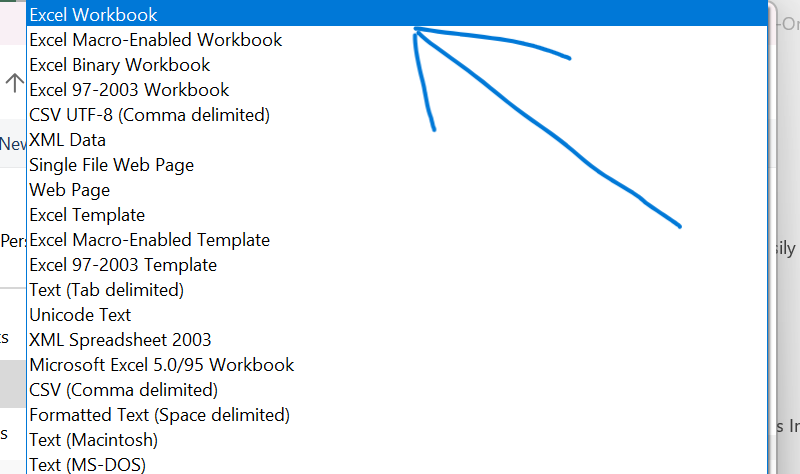 Excel Workbook
Excel Macro-Enabled Workbook
Excel Binary Workbook
Excel 97-2003 Workbook
CSV UTF-8 (Comma delimited)
XML Data
Single File Web Page
Web Page
Excel Template
Excel Macro-Enabled Template
Excel 97-2003 Template
Text (Tab delimited)
Unicode Text
XML Spreadsheet 2003
Microsoft Excel 5.0/95 Workbook
CSV (Comma delimited)
Formatted Text (Space delimited)
Text (Macintosh)
Text (MS-DOS)
New
Pers